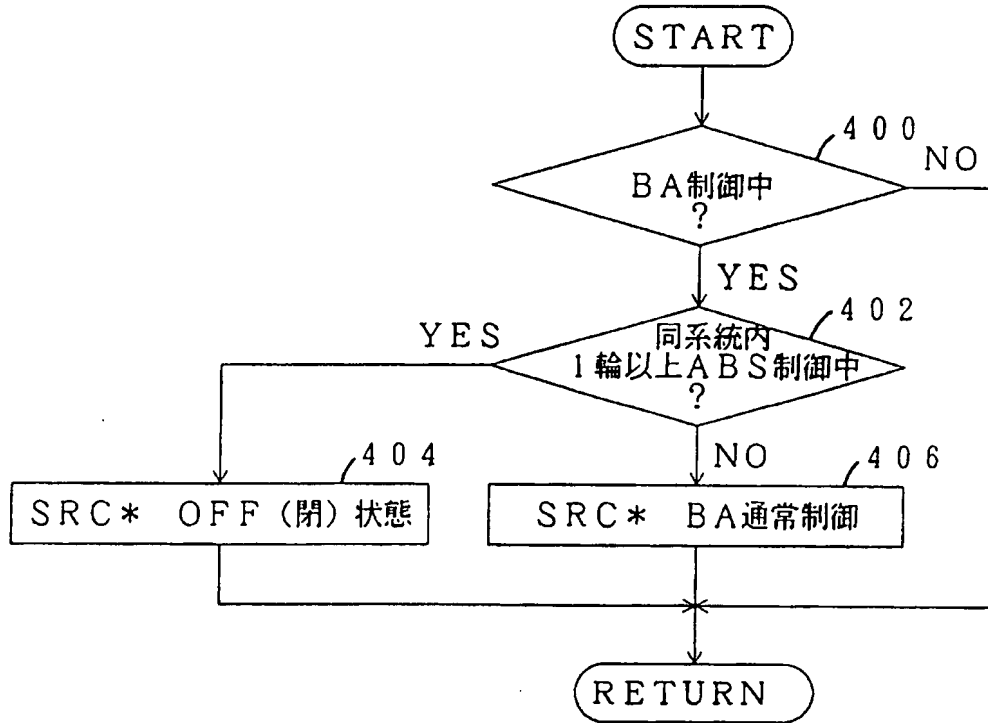 START
400
BA制御中
?
NO
YES
402
同系統内
1輪以上ABS制御中
?
YES
NO
404
SRC* OFF(閉)状態
406
SRC* BA通常制御
RETURN